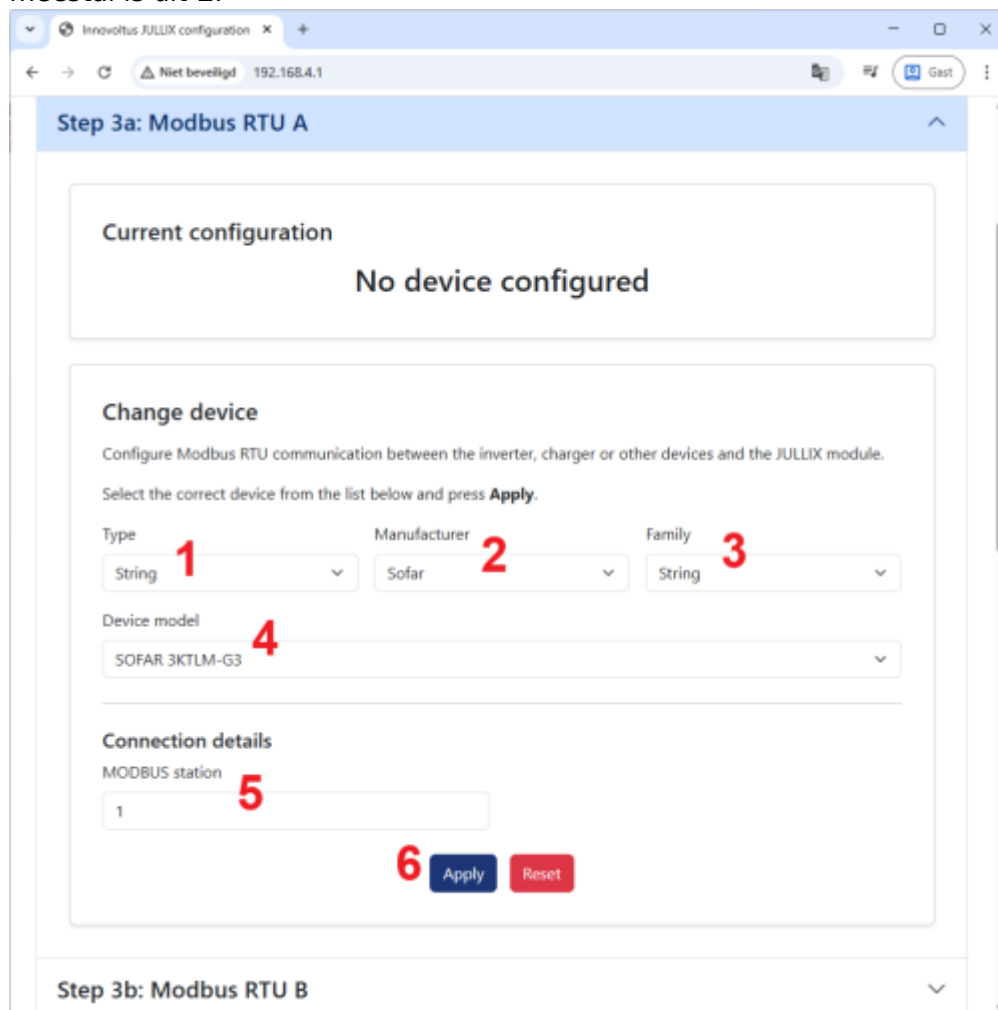 Innovoltus JULLIX configuration
Niet beveiligd 192.168.4.1 Gast
Step 3a: Modbus RTU A
Current configuration
No device configured
Change device
Configure Modbus RTU communication between the inverter, charger or other devices and the JULLIX module.
Select the correct device from the list below and press Apply.
Type Manufacturer Family
1 2 3
String Sofar String
Device model
4
SOFAR 3KTLM-G3
Connection details
MODBUS station
5
1
6 Apply Reset
Step 3b: Modbus RTU B